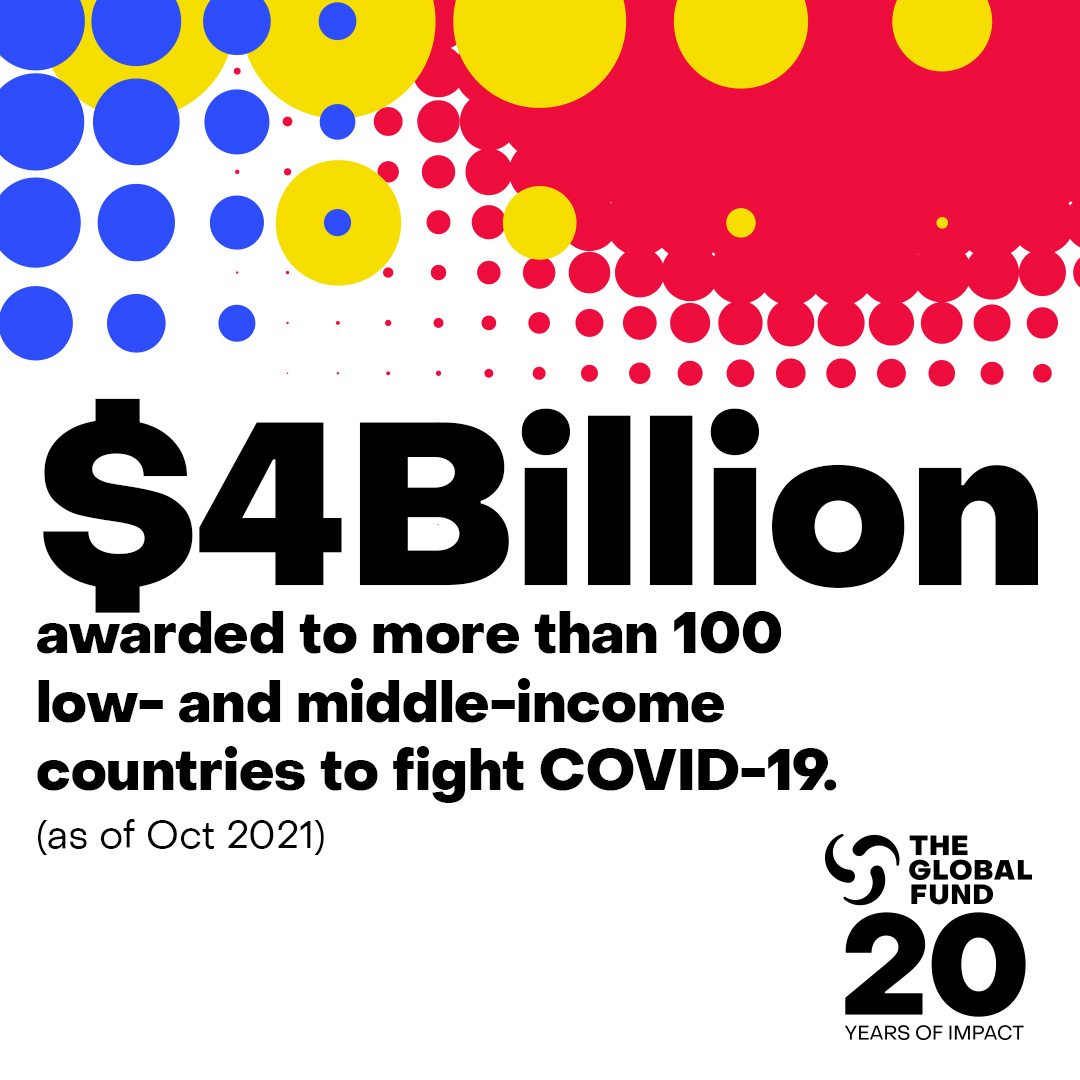 $4Billion
awarded to more than 100
low- and middle-income
countries to fight COVID-19.
(as of Oct 2021)
THE
GLOBAL
FUND
20
YEARS OF IMPACT